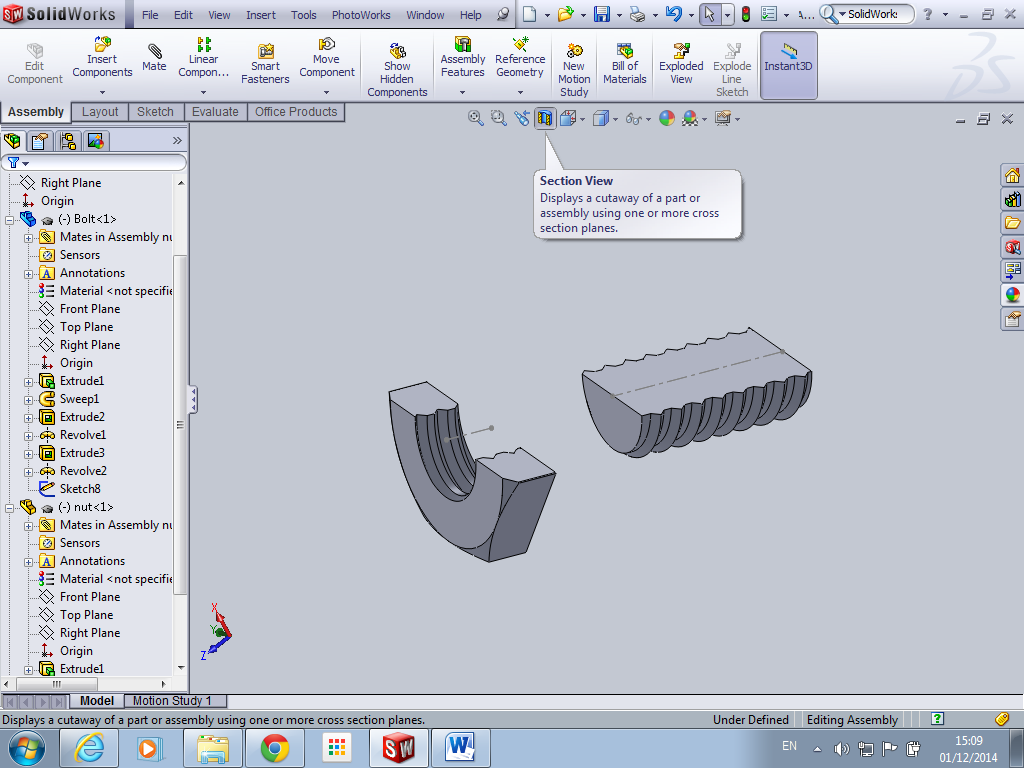 SolidWorks
File Edit View Insert Tools PhotoWorks Window Help
A...
SolidWork:
?
Edit Component
Insert Components
Mate
Linear Compon...
Smart Fasteners
Move Component
Show Hidden Components
Assembly Features
Reference Geometry
New Motion Study
Bill of Materials
Exploded View
Explode Line Sketch
Instant3D
Assembly Layout Sketch Evaluate Office Products
Section View
Displays a cutaway of a part or
assembly using one or more cross
section planes.
Right Plane
Origin
(-) Bolt<1>
Mates in Assembly nu
Sensors
Annotations
Material <not specifie
Front Plane
Top Plane
Right Plane
Origin
Extrude1
Sweep1
Extrude2
Revolve1
Extrude3
Revolve2
Sketch8
(-) nut<1>
Mates in Assembly nu
Sensors
Annotations
Material <not specifie
Front Plane
Top Plane
Right Plane
Origin
Extrude1
X
Y
Z
Model Motion Study 1
Displays a cutaway of a part or assembly using one or more cross section planes.
Under Defined Editing Assembly ?
EN
15:09
01/12/2014